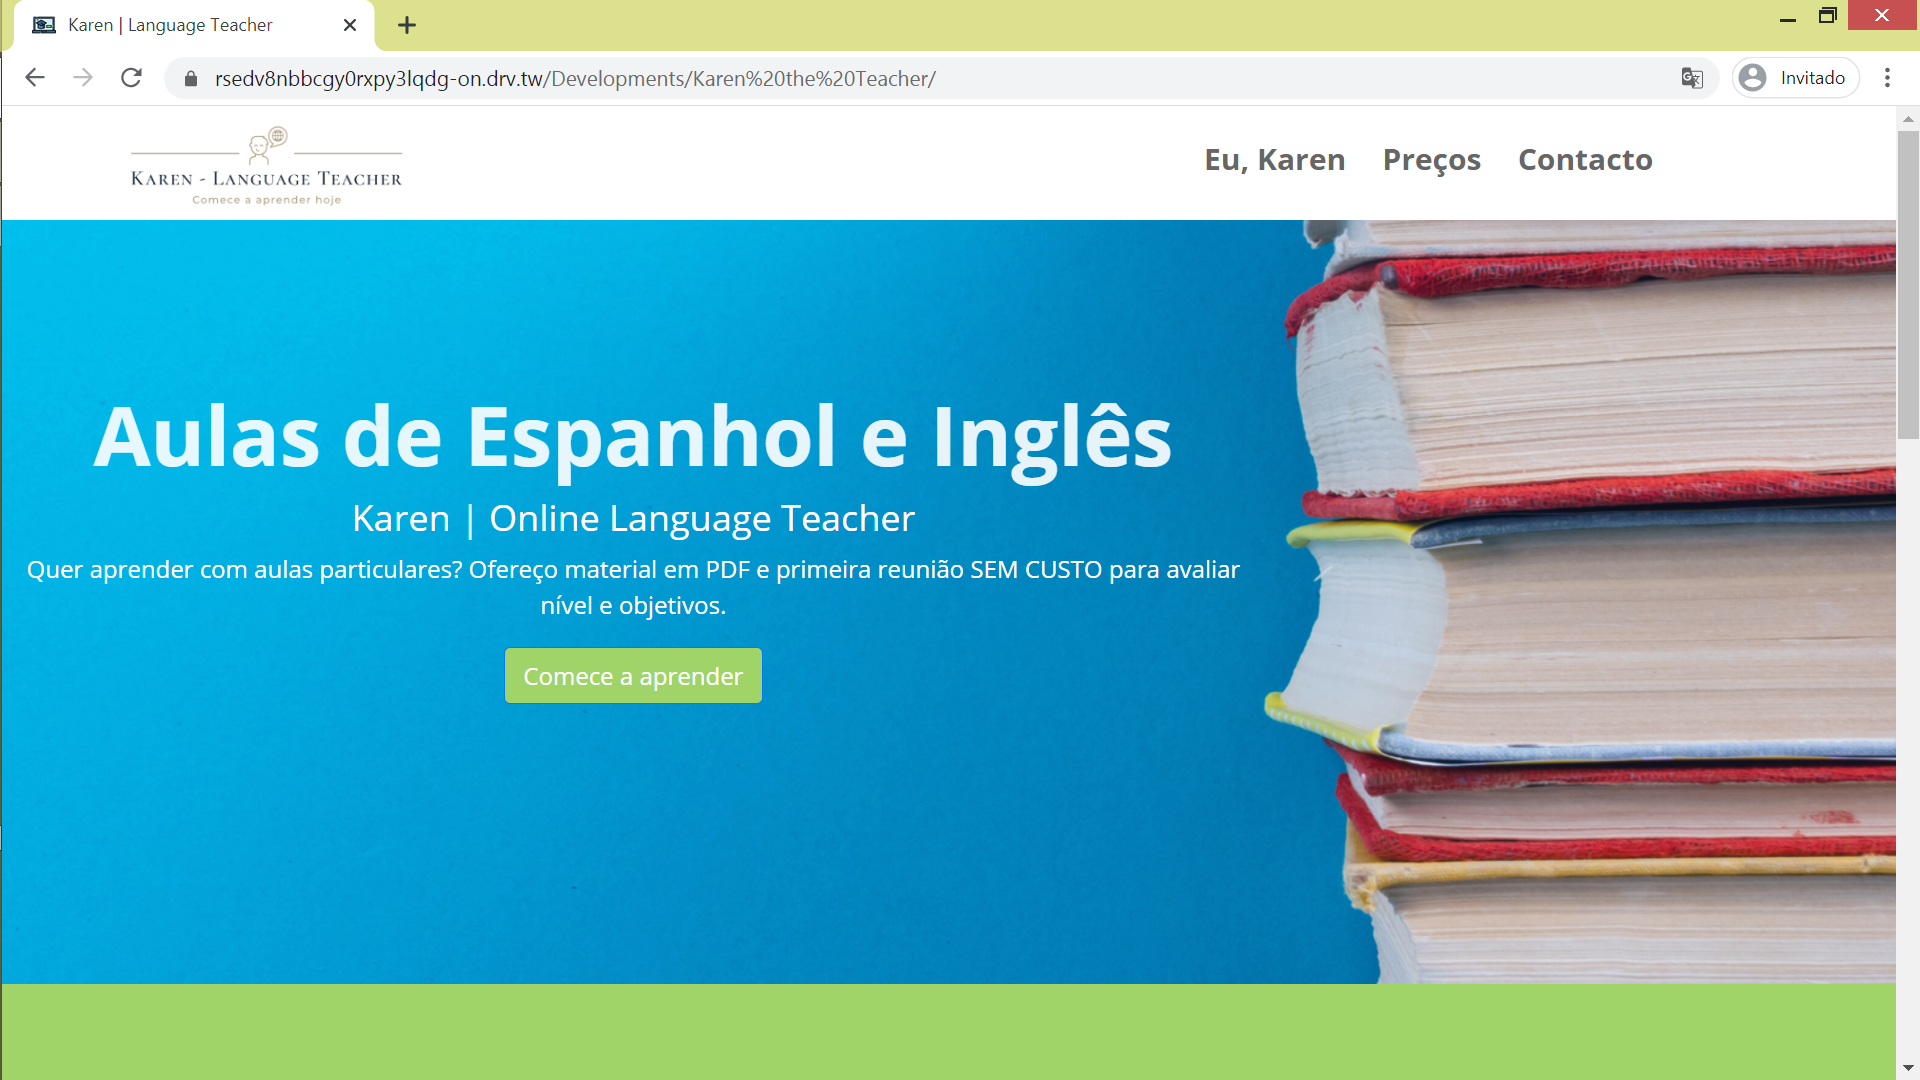 Karen | Language Teacher
rsedv8nbbcgy0rxpy3lqdg-on.drv.tw/Developments/Karen%20the%20Teacher/
Invitado
KAREN - LANGUAGE TEACHER
Comece a aprender hoje
Eu, Karen Preços Contacto
Aulas de Espanhol e Inglês
Karen | Online Language Teacher
Quer aprender com aulas particulares? Ofereço material em PDF e primeira reunião SEM CUSTO para avaliar
nível e objetivos.
Comece a aprender